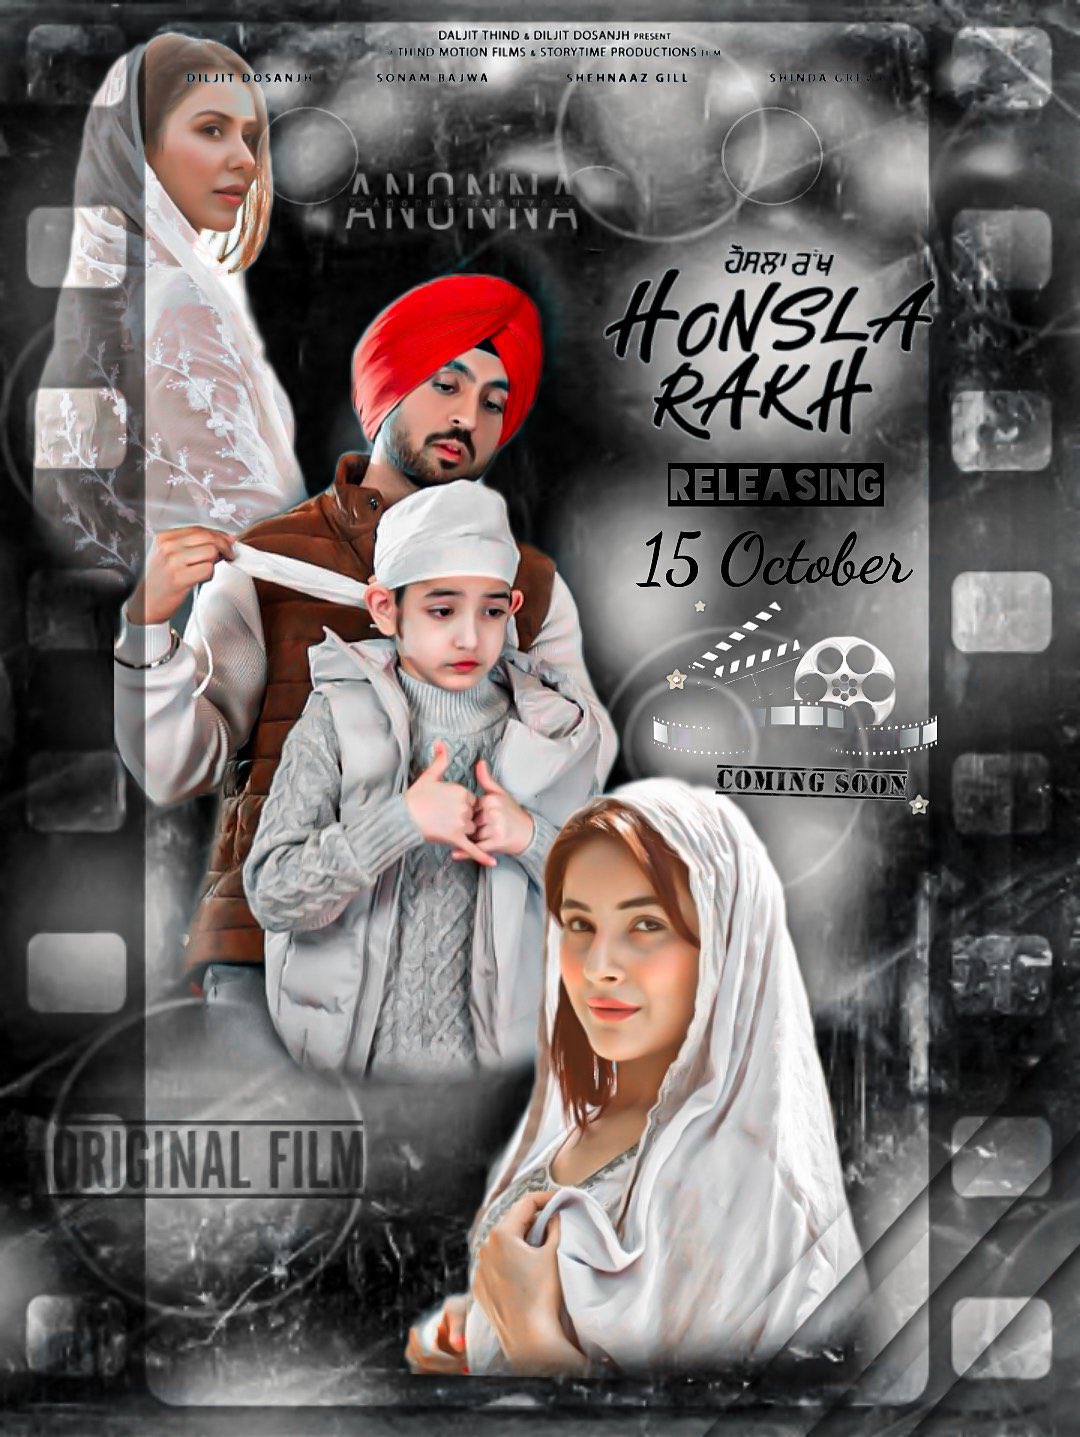 DALJIT THIND & DILJIT DOSANJH PRESENT
A THIND MOTION FILMS & STORYTIME PRODUCTIONS FILM
DILJIT DOSANJH SONAM BAJWA SHEHNAAZ GILL SHINDA
ANONNA
ਹੌਸਲਾ ਰੱਖ
HONSLA
RAKH
RELEASING
15 October
COMING SOON
ORIGINAL FILM